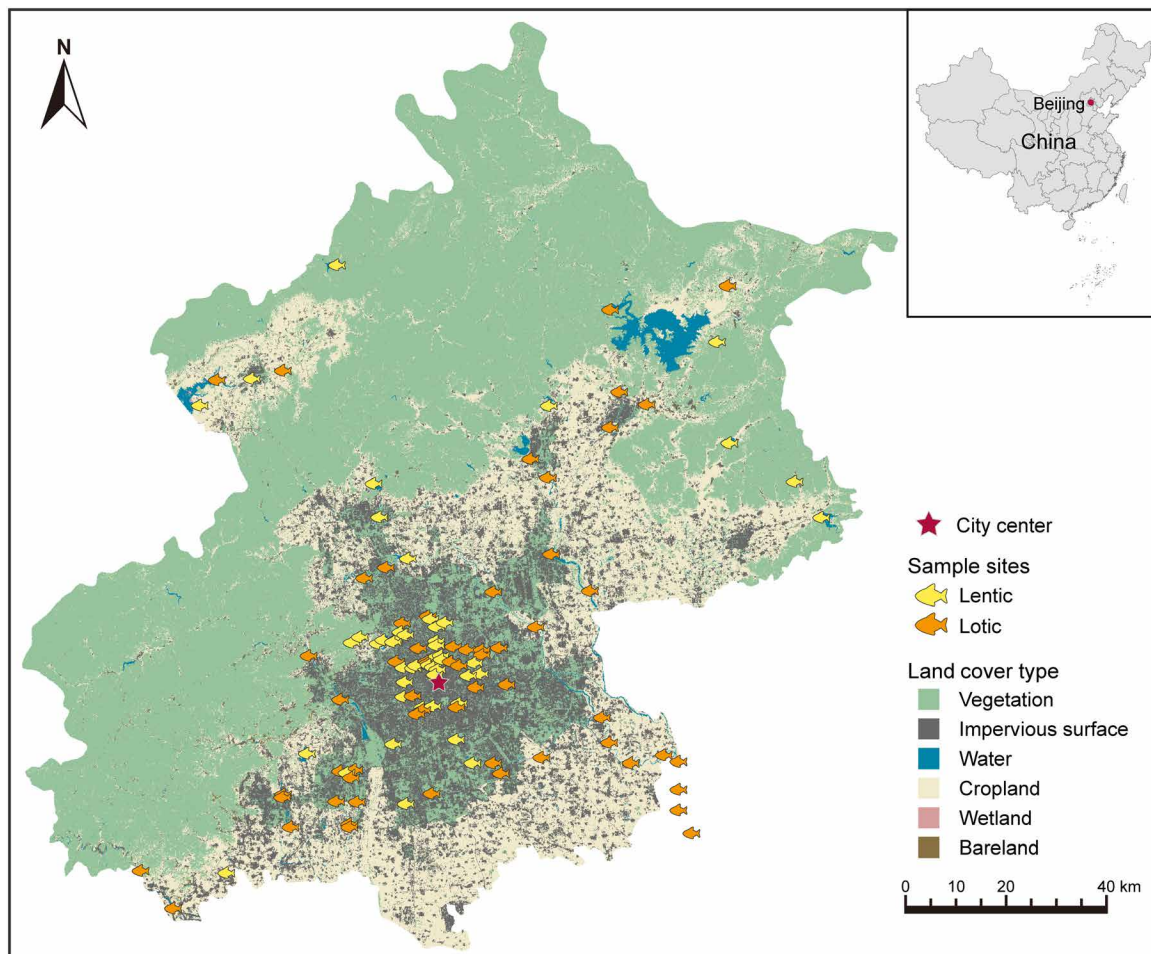 N
Beijing
China
City center
Sample sites
Lentic
Lotic
Land cover type
Vegetation
Impervious surface
Water
Cropland
Wetland
Bareland
0 10 20 40 km